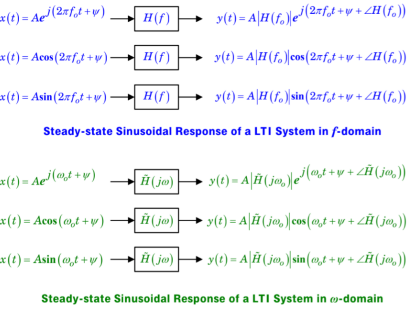 x(t) = Ae^{j(2πf_o t + ψ)} H(f) y(t) = A|H(f_o)|e^{j(2πf_o t + ψ + ∠H(f_o))}
x(t) = Acos(2πf_o t + ψ) H(f) y(t) = A|H(f_o)|cos(2πf_o t + ψ + ∠H(f_o))
x(t) = Asin(2πf_o t + ψ) H(f) y(t) = A|H(f_o)|sin(2πf_o t + ψ + ∠H(f_o))
Steady-state Sinusoidal Response of a LTI System in f-domain
x(t) = Ae^{j(ω_o t + ψ)} H̃(jω) y(t) = A|H̃(jω_o)|e^{j(ω_o t + ψ + ∠H̃(jω_o))}
x(t) = Acos(ω_o t + ψ) H̃(jω) y(t) = A|H̃(jω_o)|cos(ω_o t + ψ + ∠H̃(jω_o))
x(t) = Asin(ω_o t + ψ) H̃(jω) y(t) = A|H̃(jω_o)|sin(ω_o t + ψ + ∠H̃(jω_o))
Steady-state Sinusoidal Response of a LTI System in ω-domain